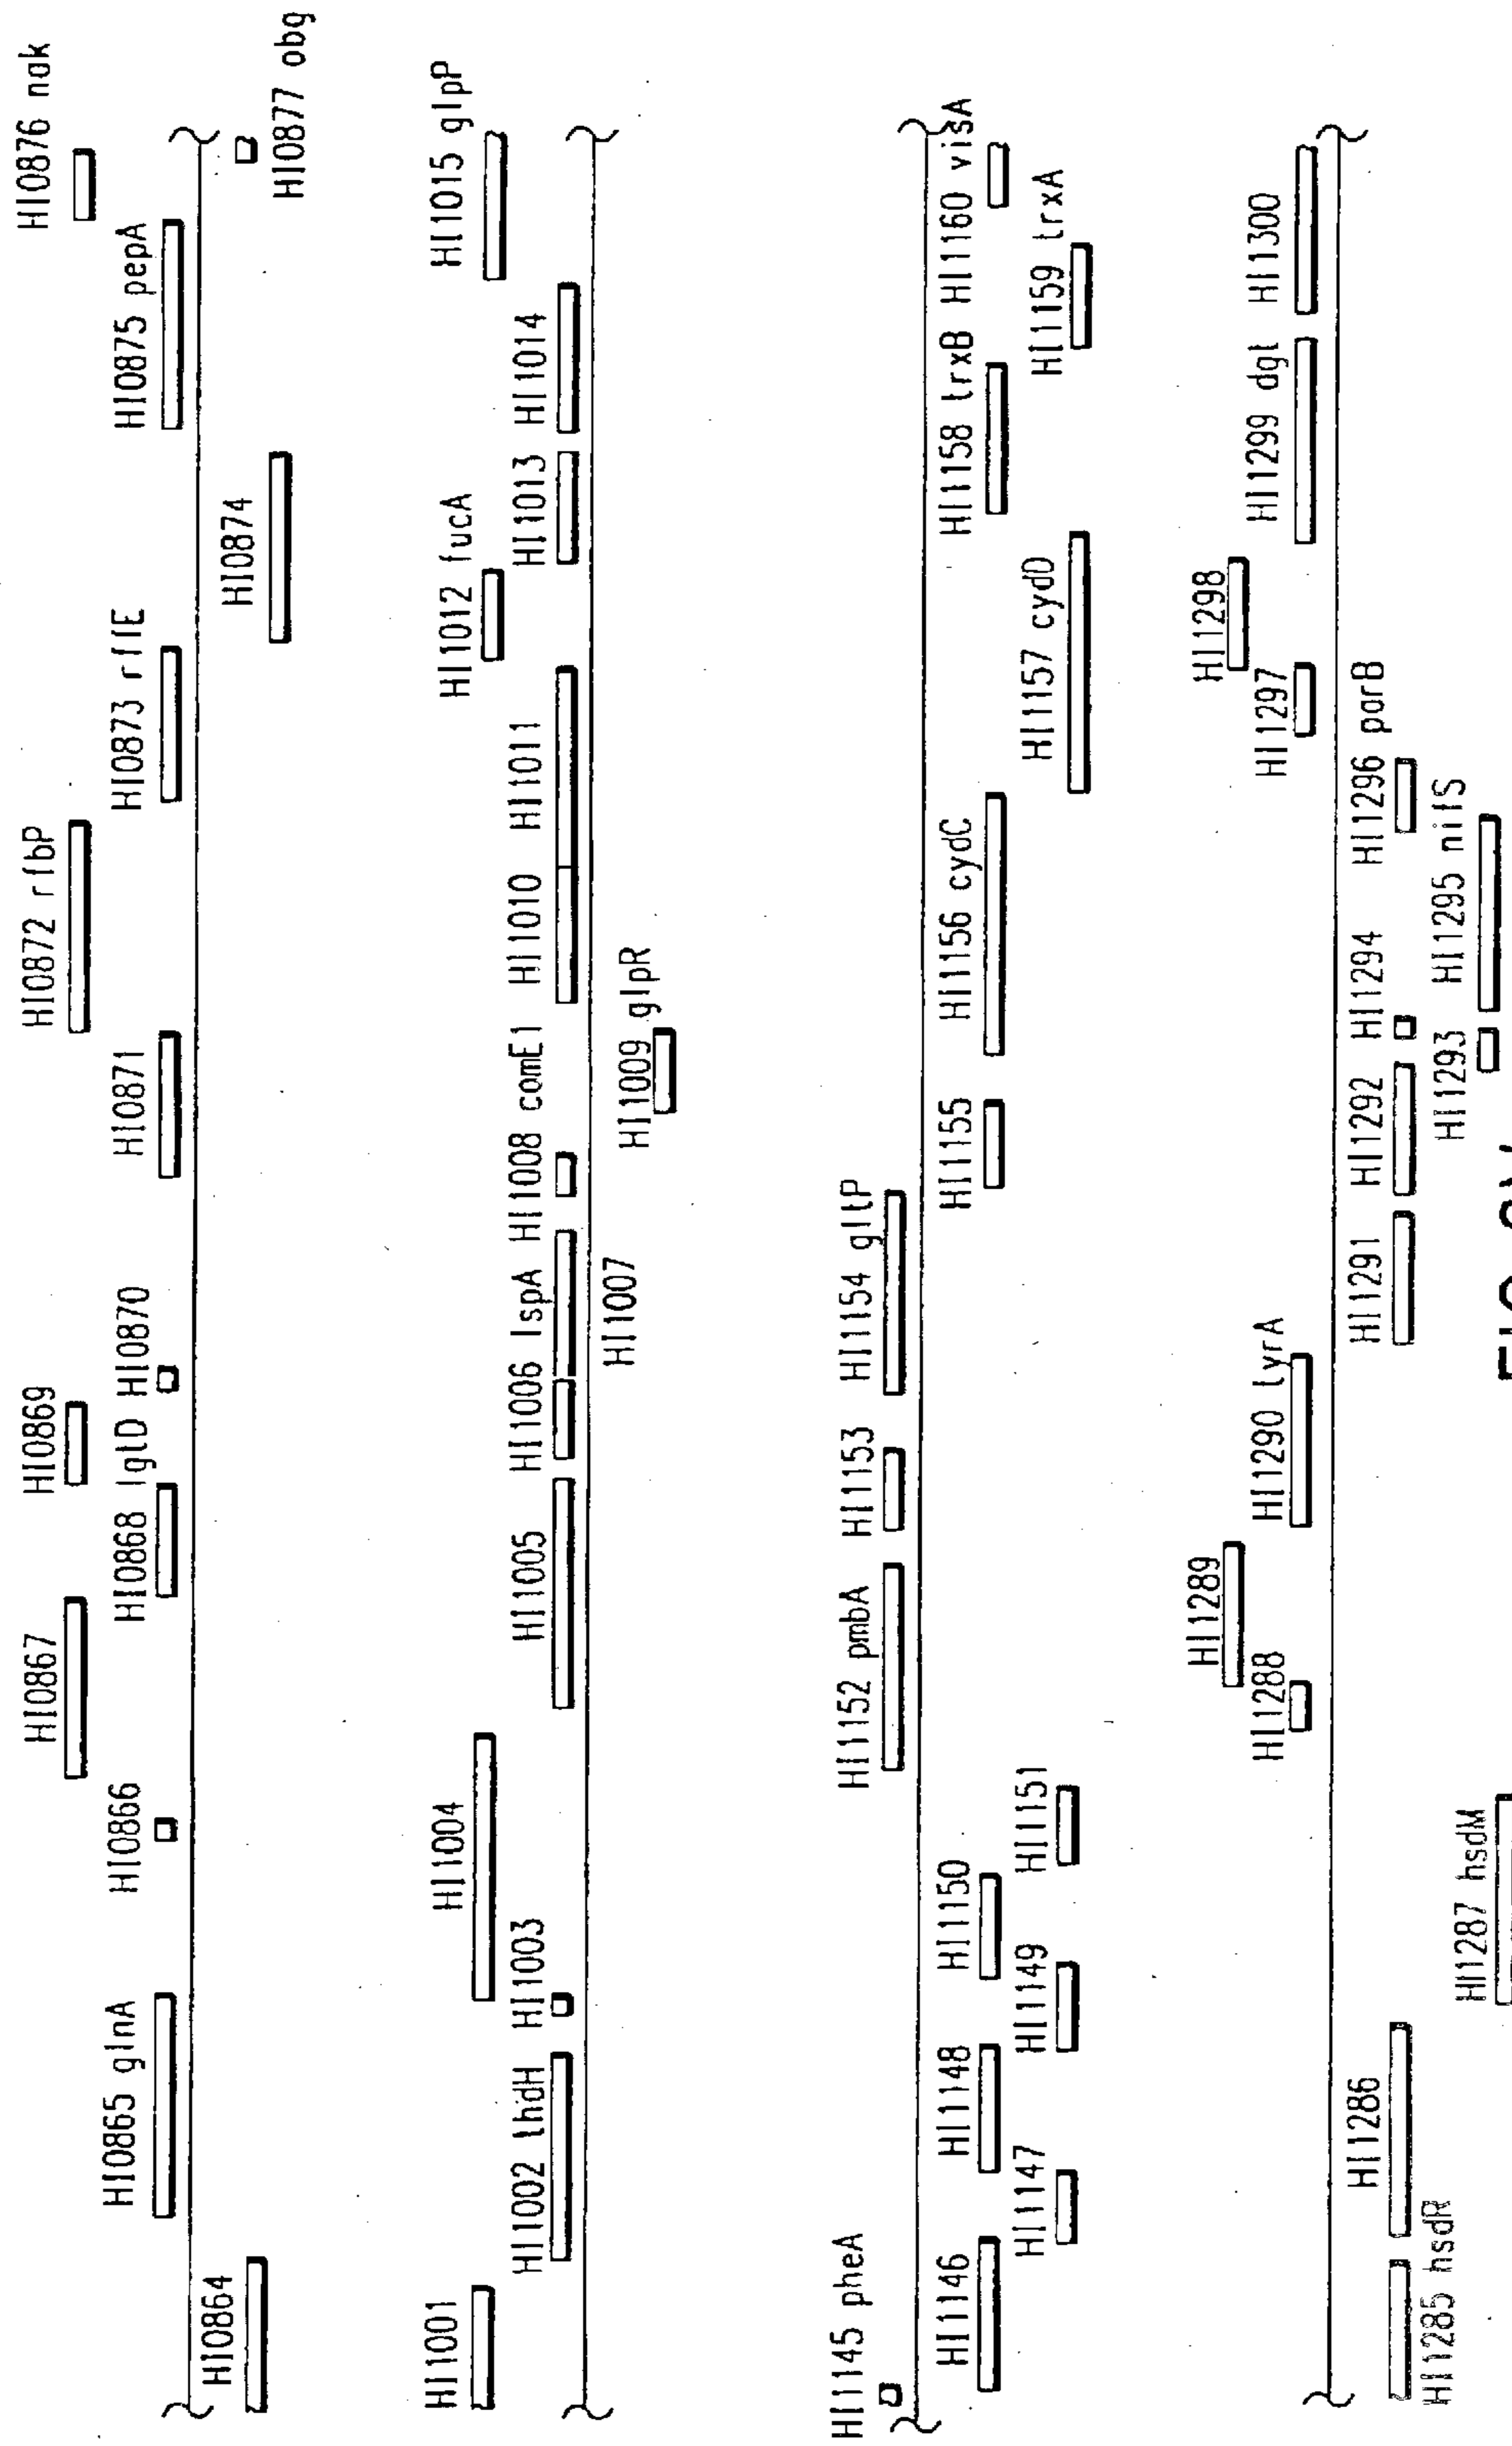 HI0876 nak
HI0872 rfbP
HI0869
HI0867
HI0875 pepA
HI0873 rffE
HI0871
HI0868 lgtD HI0870
HI0866
HI0865 glnA
HI0864
HI0874
HI0877 obg
HI1001
HI1004
HI1012 fucA
HI1015 glpP
HI1002 thdH
HI1003
HI1005
HI1006 lspA
HI1008 comE1
HI1010
HI1011
HI1013
HI1014
HI1007
HI1009 glpR
HI1145 pheA
HI1152 pmbA
HI1153
HI1154 gltP
HI1146
HI1148
HI1150
HI1155
HI1156 cydC
HI1158 trxB
HI1160 visA
HI1147
HI1149
HI1151
HI1157 cydD
HI1159 trxA
HI1289
HI1298
HI1288
HI1290 tyrA
HI1297
HI1299 dgt
HI1300
HI1286
HI1291
HI1292
HI1294
HI1296 parB
HI1285 hsdR
HI1287 hsdM
HI1293
HI1295 nifS